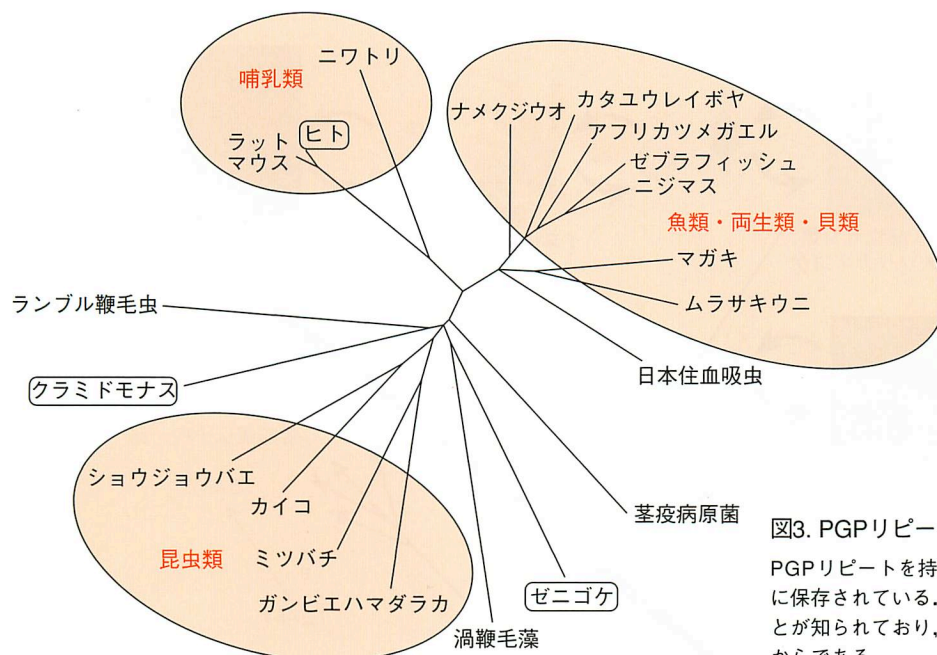 ニワトリ
哺乳類
ヒト
ラット
マウス
ナメクジウオ
カタユウレイボヤ
アフリカツメガエル
ゼブラフィッシュ
ニジマス
魚類・両生類・貝類
マガキ
ムラサキウニ
日本住血吸虫
ランブル鞭毛虫
クラミドモナス
ショウジョウバエ
カイコ
昆虫類
ミツバチ
ガンビエハマダラカ
渦鞭毛藻
ゼニゴケ
茎疫病原菌
図3. PGPリピー
PGPリピートを持
に保存されている.
とが知られており,
からである